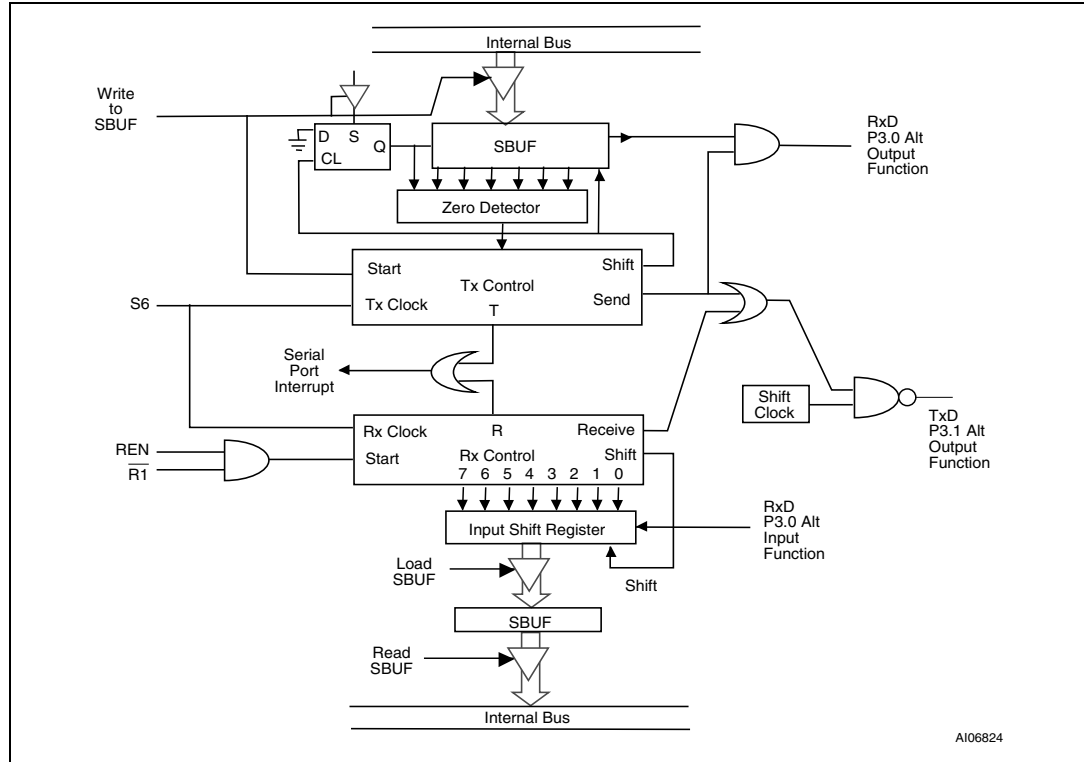 Internal Bus
Write
to
SBUF
D
S
Q
CL
SBUF
RxD
P3.0 Alt
Output
Function
Zero Detector
Start
Shift
Tx Control
S6
Tx Clock
Send
T
Serial
Port
Interrupt
Shift
Clock
TxD
P3.1 Alt
Output
Function
Rx Clock
R
Receive
REN
R1
Start
Rx Control
Shift
7 6 5 4 3 2 1 0
Input Shift Register
RxD
P3.0 Alt
Input
Function
Load
SBUF
Shift
SBUF
Read
SBUF
Internal Bus
AI06824